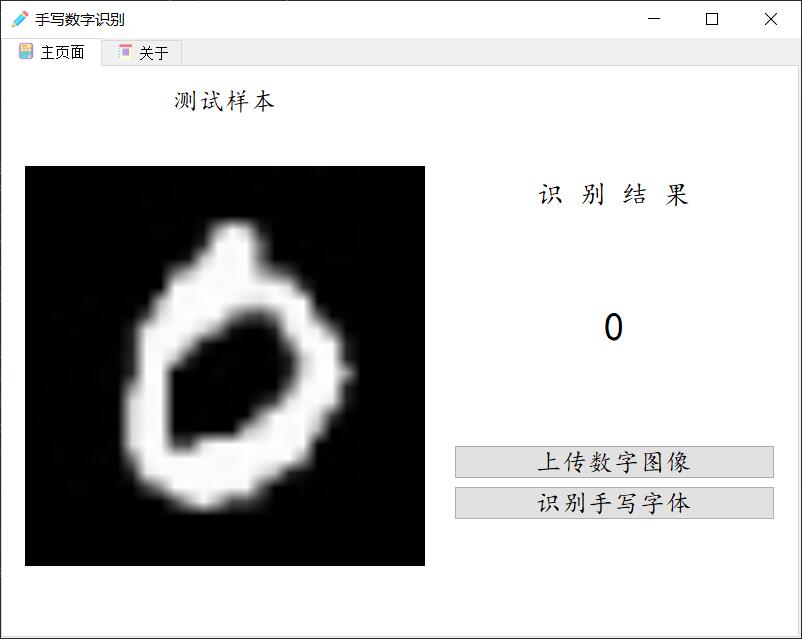 手写数字识别
主页面 关于
测试样本
识别结果
0
0
上传数字图像
识别手写字体